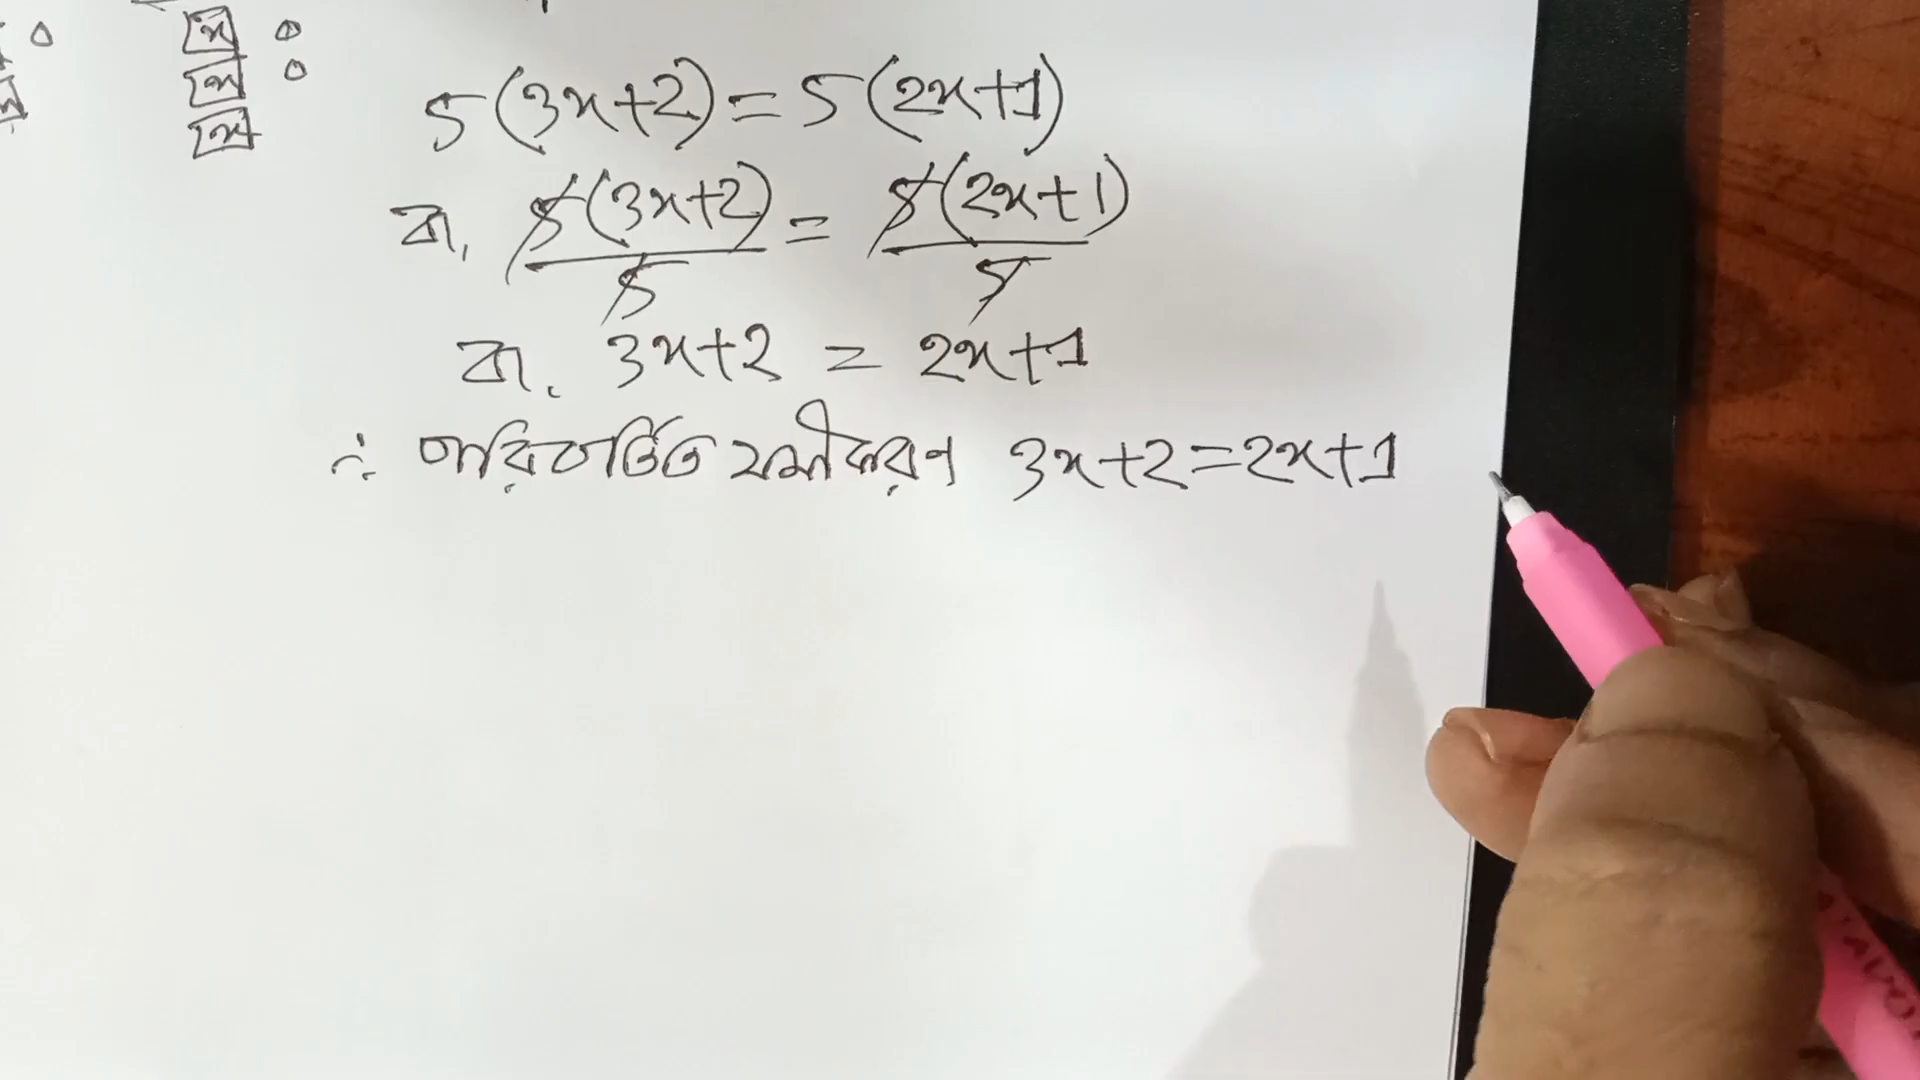 x
x
x
5(3x+2)=5(2x+1)
বা, 5(3x+2)/5 = 5(2x+1)/5
বা, 3x+2 = 2x+1
∴ পরিবর্তিত সমীকরণ 3x+2=2x+1